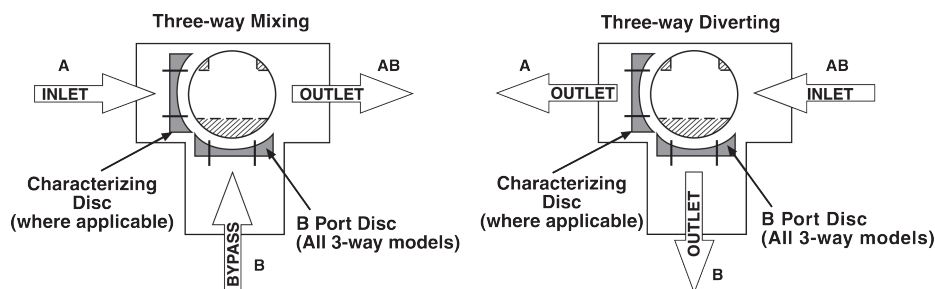 Three-way Mixing
A
INLET
AB
OUTLET
Characterizing
Disc
(where applicable)
B Port Disc
(All 3-way models)
BYPASS
B
Three-way Diverting
A
OUTLET
AB
INLET
Characterizing
Disc
(where applicable)
B Port Disc
(All 3-way models)
OUTLET
B